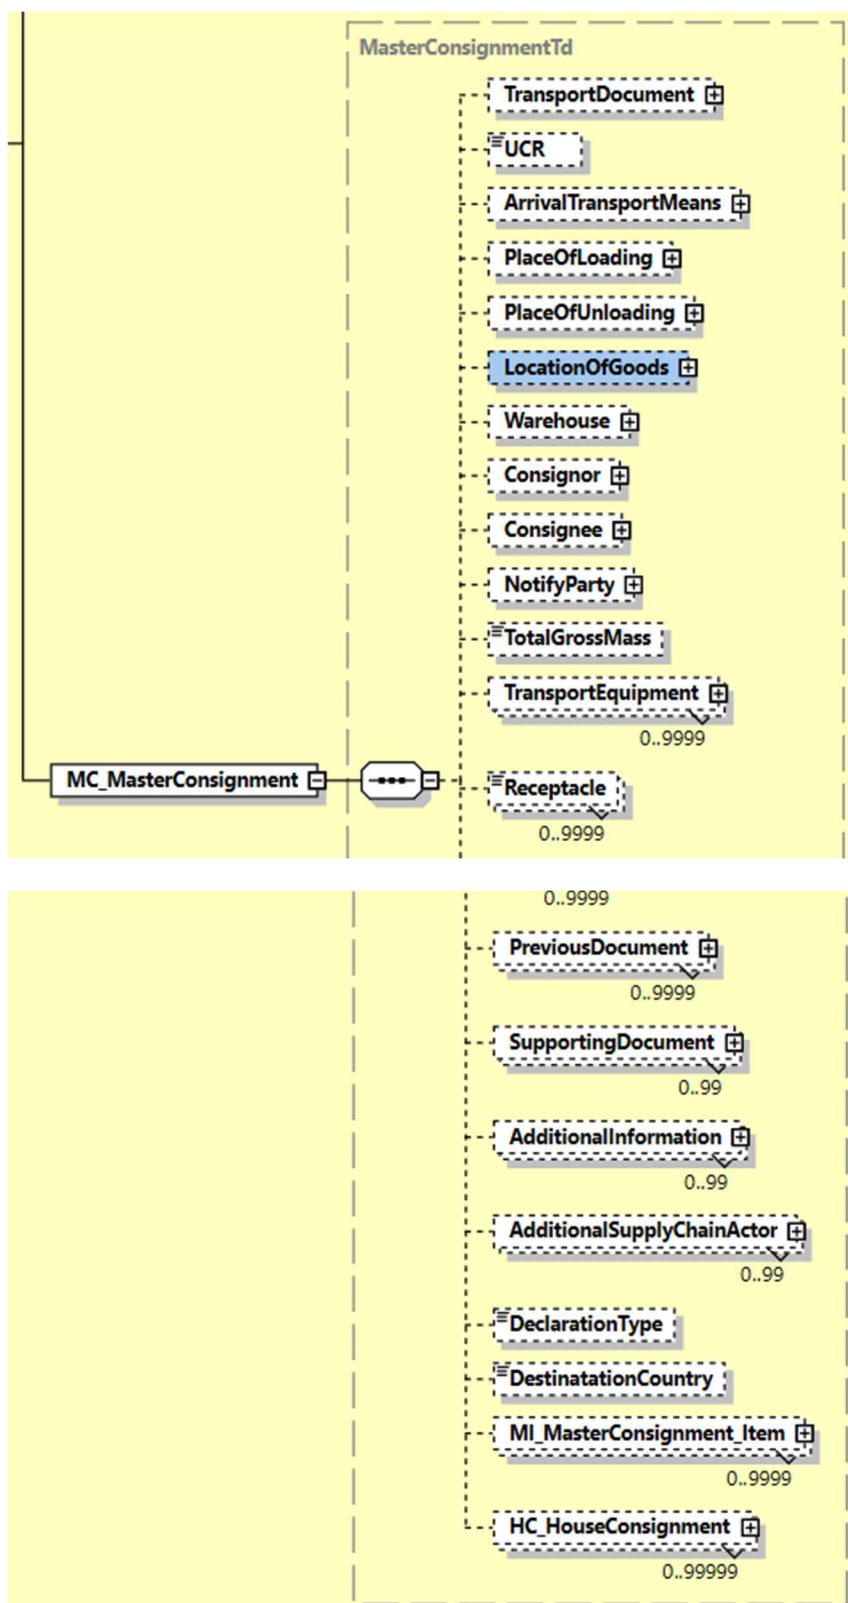 MasterConsignmentTd
TransportDocument
UCR
ArrivalTransportMeans
PlaceOfLoading
PlaceOfUnloading
LocationOfGoods
Warehouse
Consignor
Consignee
NotifyParty
TotalGrossMass
TransportEquipment
0..9999
MC_MasterConsignment
Receptacle
0..9999
0..9999
PreviousDocument
0..9999
SupportingDocument
0..99
AdditionalInformation
0..99
AdditionalSupplyChainActor
0..99
DeclarationType
DestinatationCountry
MI_MasterConsignment_Item
0..9999
HC_HouseConsignment
0..99999